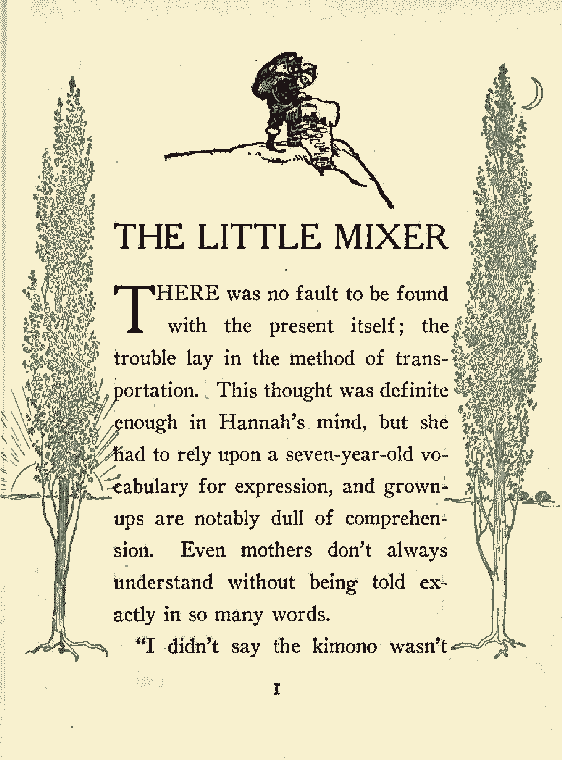 THE LITTLE MIXER
THERE was no fault to be found
with the present itself; the
trouble lay in the method of trans-
portation. This thought was definite
enough in Hannah's mind, but she
had to rely upon a seven-year-old vo-
cabulary for expression, and grown-
ups are notably dull of comprehen-
sion. Even mothers don't always
understand without being told ex-
actly in so many words.
"I didn't say the kimono wasn't
1